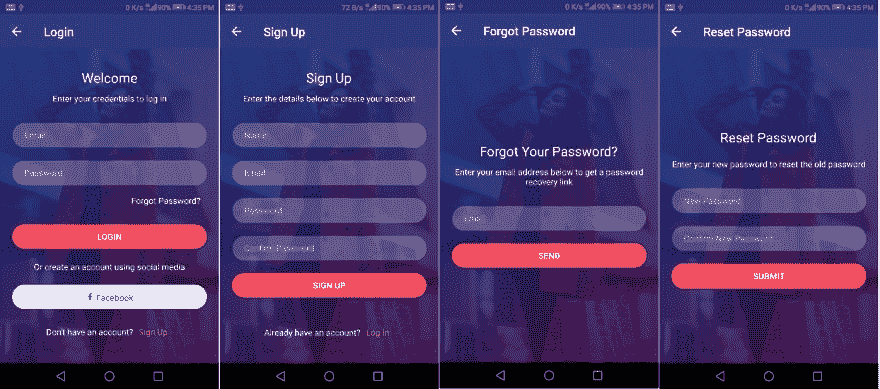 0 K/s 90% 4:35 PM
Login
Welcome
Enter your credentials to log in
Email
Password
Forgot Password?
LOGIN
Or create an account using social media
Facebook
Don't have an account? Sign Up
72 B/s 90% 4:35 PM
Sign Up
Sign Up
Enter the details below to create your account
Name
Email
Password
Confirm Password
SIGN UP
Already have an account? Log In
0 K/s 90% 4:35 PM
Forgot Password
Forgot Your Password?
Enter your email address below to get a password
recovery link
Email
SEND
0 K/s 90% 4:35 PM
Reset Password
Reset Password
Enter your new password to reset the old password
New Password
Confirm New Password
SUBMIT